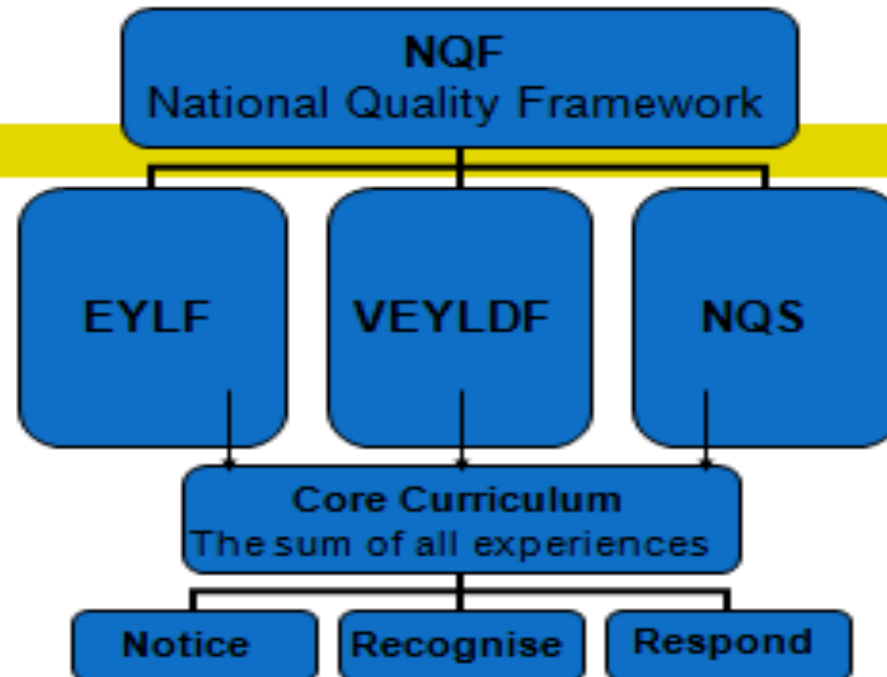 NQF
National Quality Framework
EYLF
VEYLDF
NQS
Core Curriculum
The sum of all experiences
Notice
Recognise
Respond